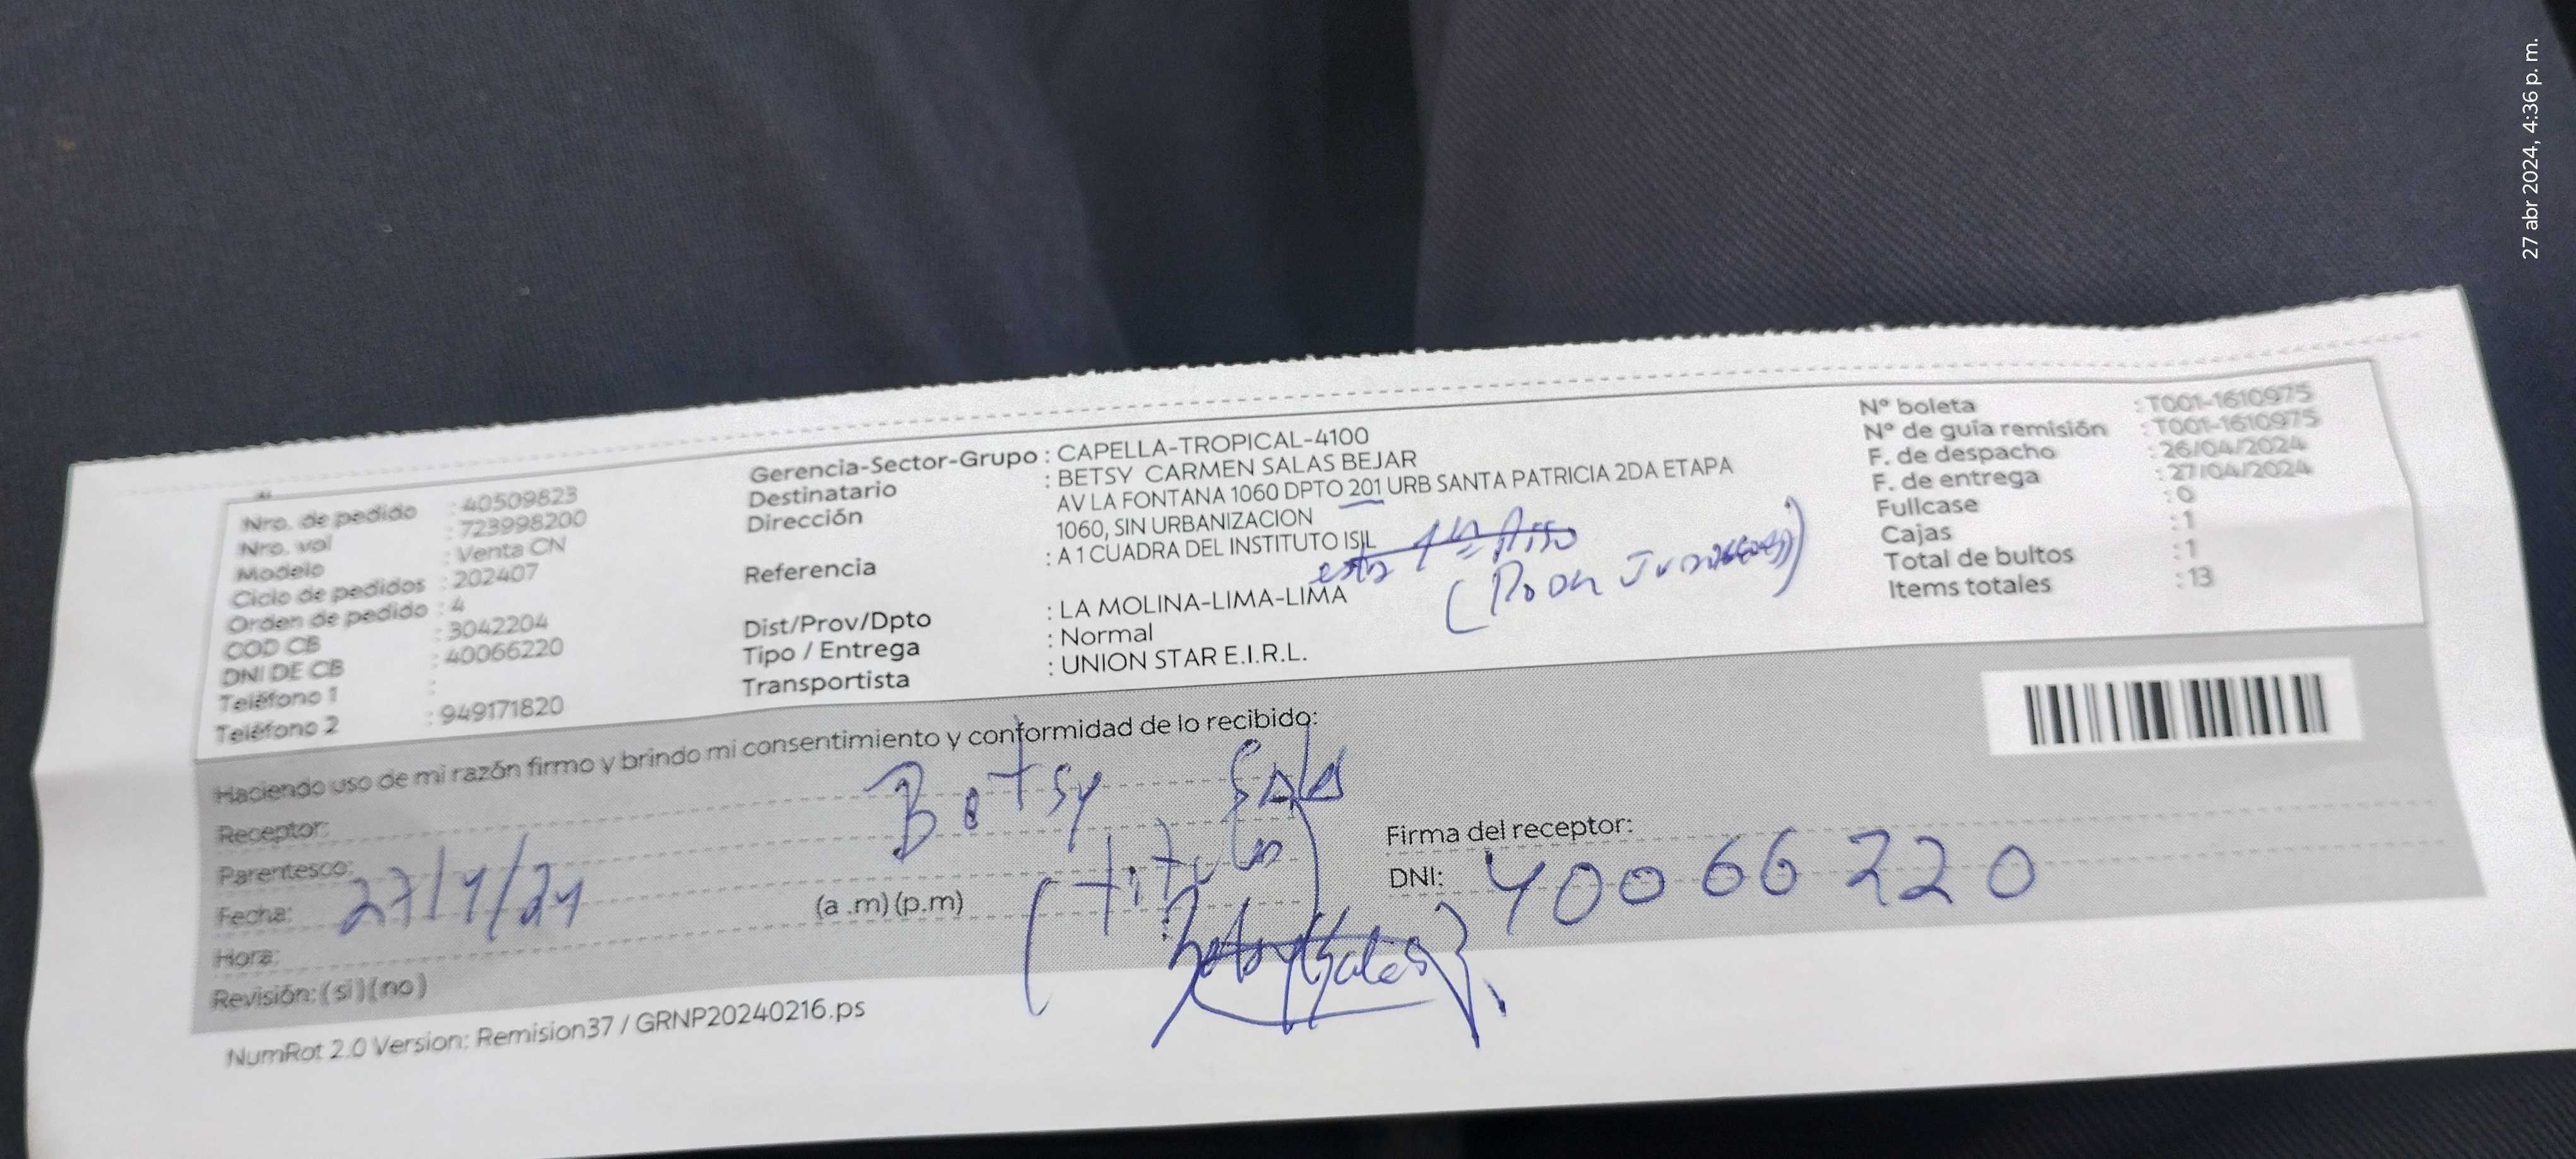 27 abr 2024, 4:36 p. m.
Nro. de pedido : 40509823
Nro. vol : 723998200
Modelo : Venta CN
Ciclo de pedidos : 202407
Orden de pedido : 4
COD CB : 3042204
DNI DE CB : 40066220
Teléfono 1 :
Teléfono 2 : 949171820
Gerencia-Sector-Grupo : CAPELLA-TROPICAL-4100
Destinatario : BETSY CARMEN SALAS BEJAR
Dirección AV LA FONTANA 1060 DPTO 201 URB SANTA PATRICIA 2DA ETAPA
1060, SIN URBANIZACION
Referencia : A 1 CUADRA DEL INSTITUTO ISIL
Dist/Prov/Dpto : LA MOLINA-LIMA-LIMA
Tipo / Entrega : Normal
Transportista : UNION STAR E.I.R.L.
Nº boleta : T001-1610975
Nº de guía remisión : T001-1610975
F. de despacho : 26/04/2024
F. de entrega : 27/04/2024
Fullcase : 0
Cajas : 1
Total de bultos : 1
Items totales : 13
Haciendo uso de mi razón firmo y brindo mi consentimiento y conformidad de lo recibido:
Receptor: Betsy Salas
Parentesco: (titular)
Fecha: 27/4/24
Hora: (a .m) (p.m)
Revisión: (si) (no)
Firma del receptor:
DNI: 40066220
NumRot 2.0 Version: Remision37 / GRNP20240216.ps